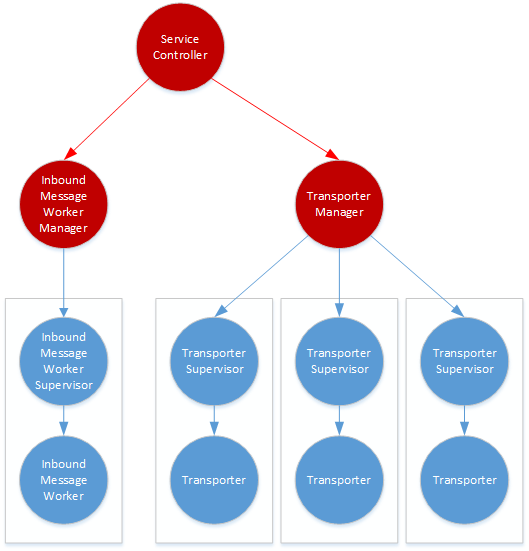 Service
Controller
Inbound
Message
Worker
Manager
Transporter
Manager
Inbound
Message
Worker
Supervisor
Transporter
Supervisor
Transporter
Supervisor
Transporter
Supervisor
Inbound
Message
Worker
Transporter
Transporter
Transporter